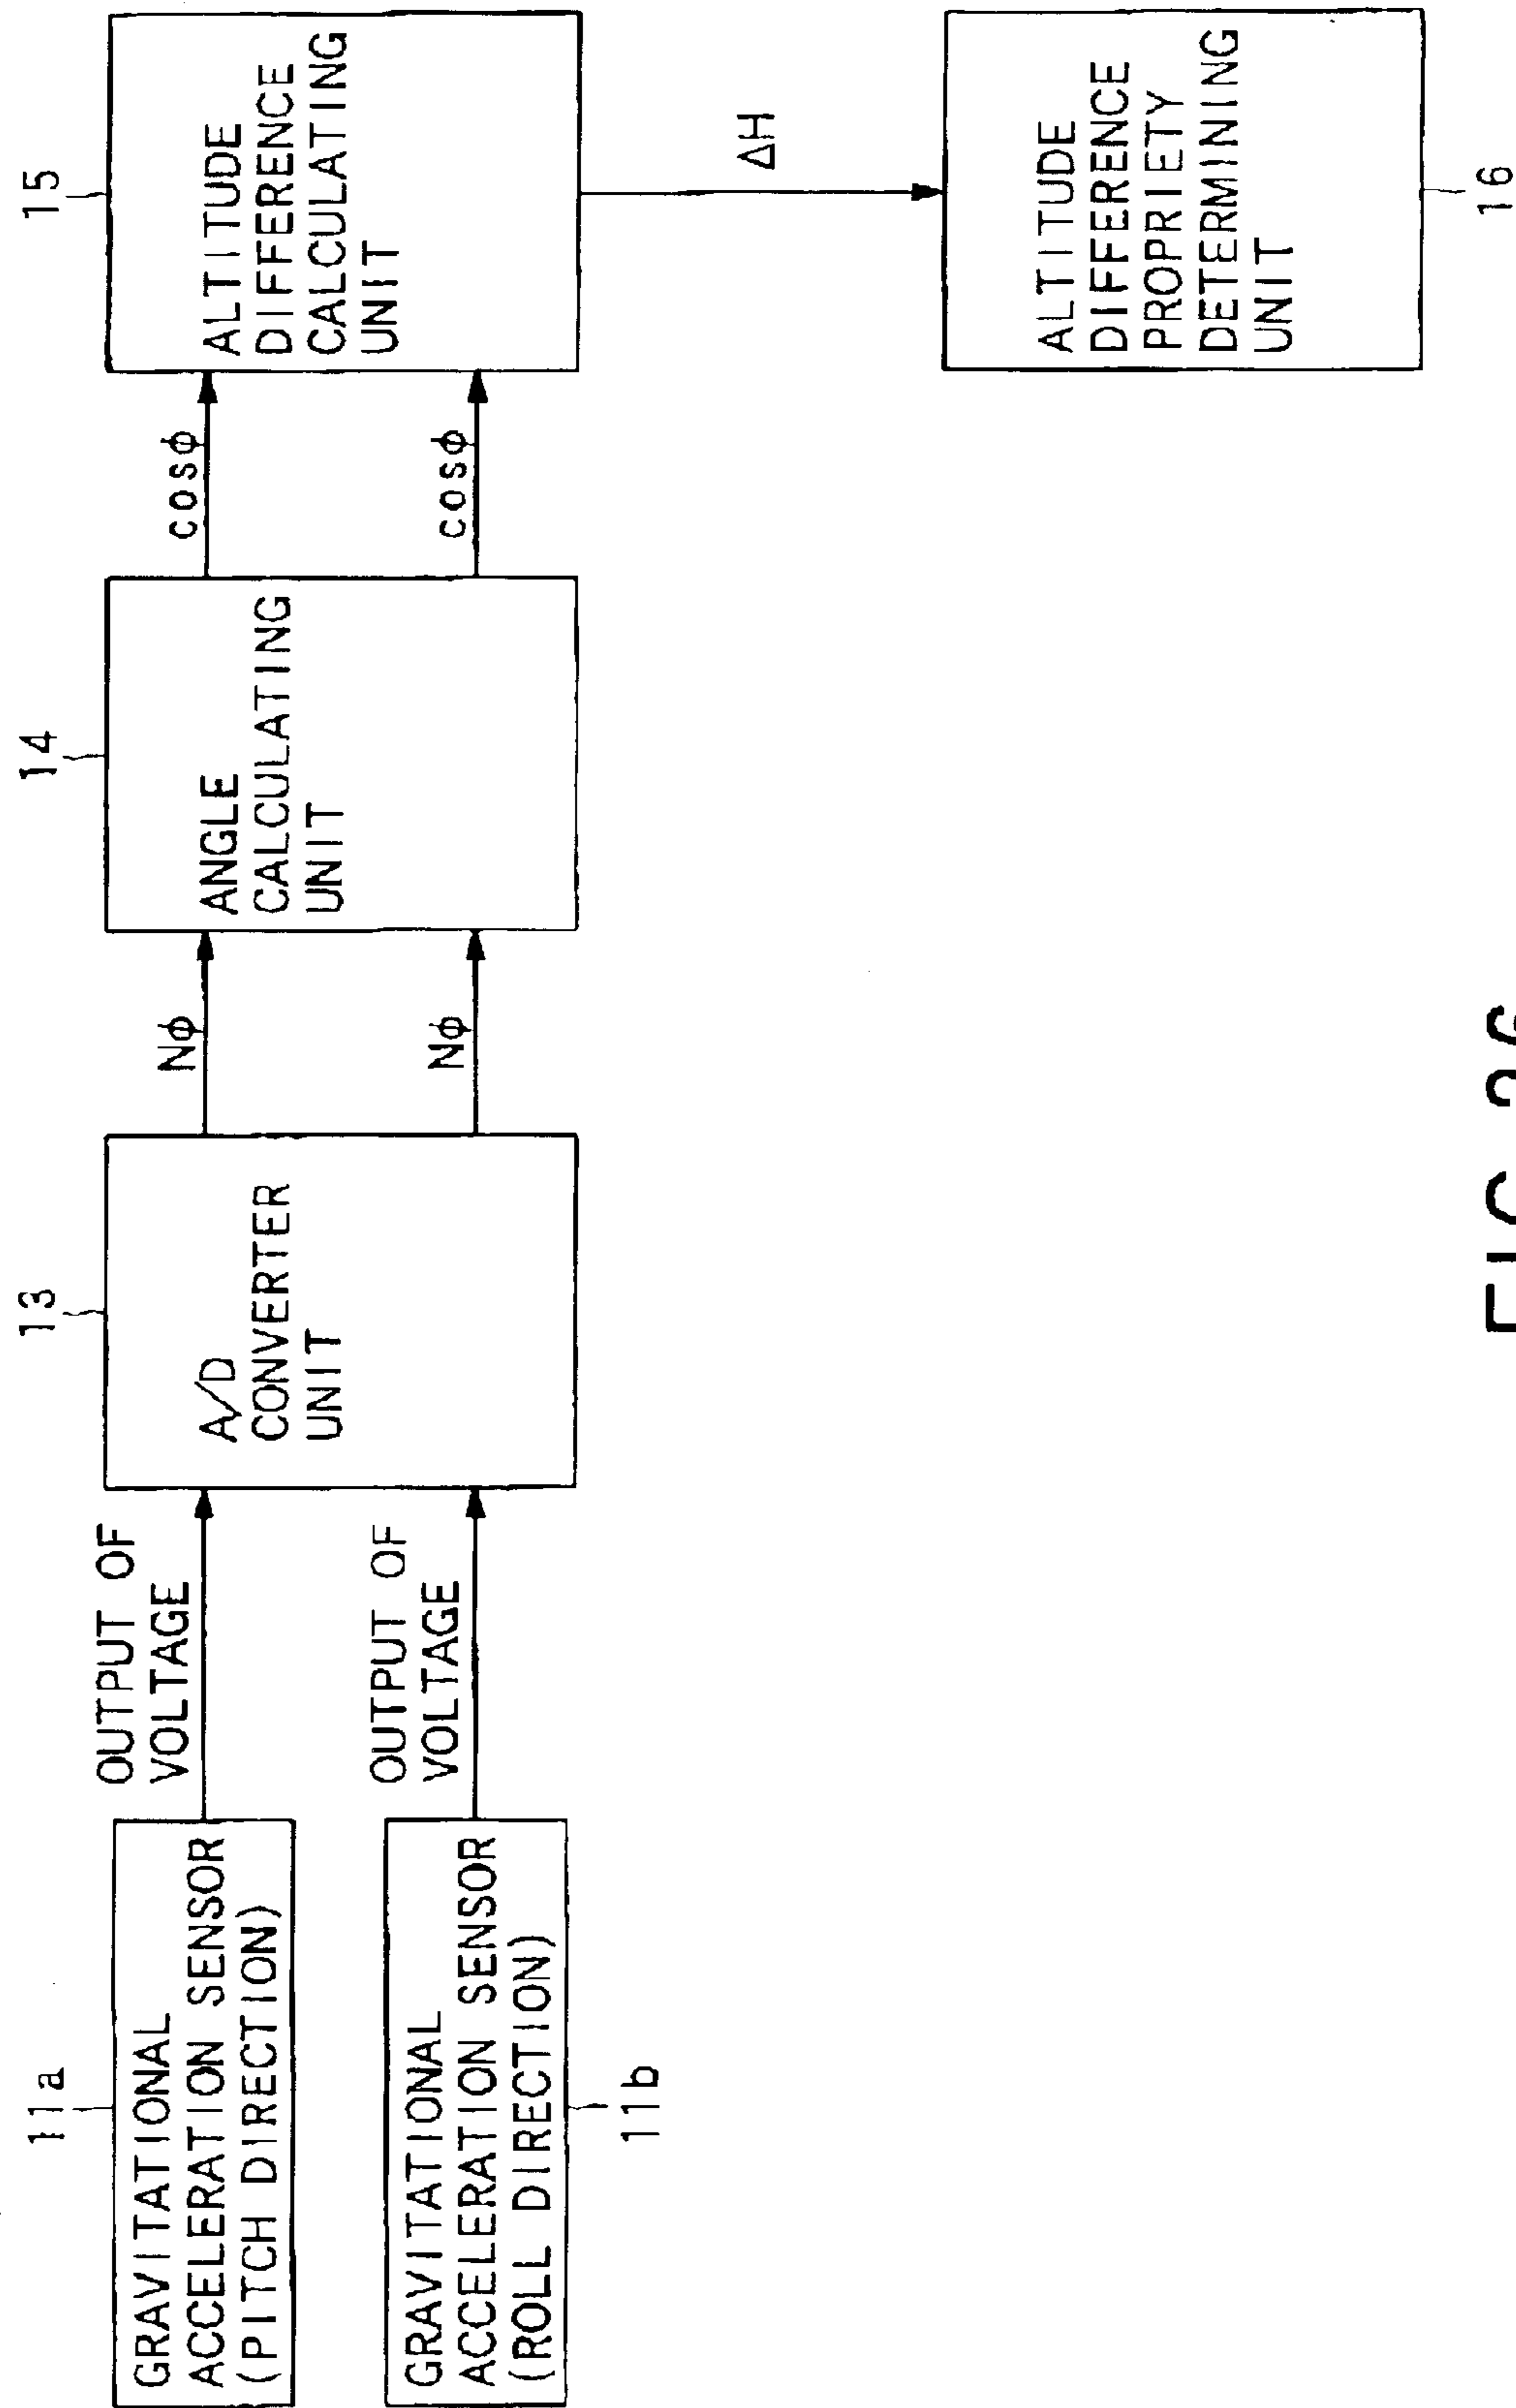 11a
GRAVITATIONAL
ACCELERATION SENSOR
(PITCH DIRECTION)
GRAVITATIONAL
ACCELERATION SENSOR
(ROLL DIRECTION)
11b
OUTPUT OF
VOLTAGE
OUTPUT OF
VOLTAGE
13
A/D
CONVERTER
UNIT
Nϕ
Nϕ
14
ANGLE
CALCULATING
UNIT
cosϕ
cosϕ
15
ALTITUDE
DIFFERENCE
CALCULATING
UNIT
ΔH
ALTITUDE
DIFFERENCE
PROPRIETY
DETERMINING
UNIT
16